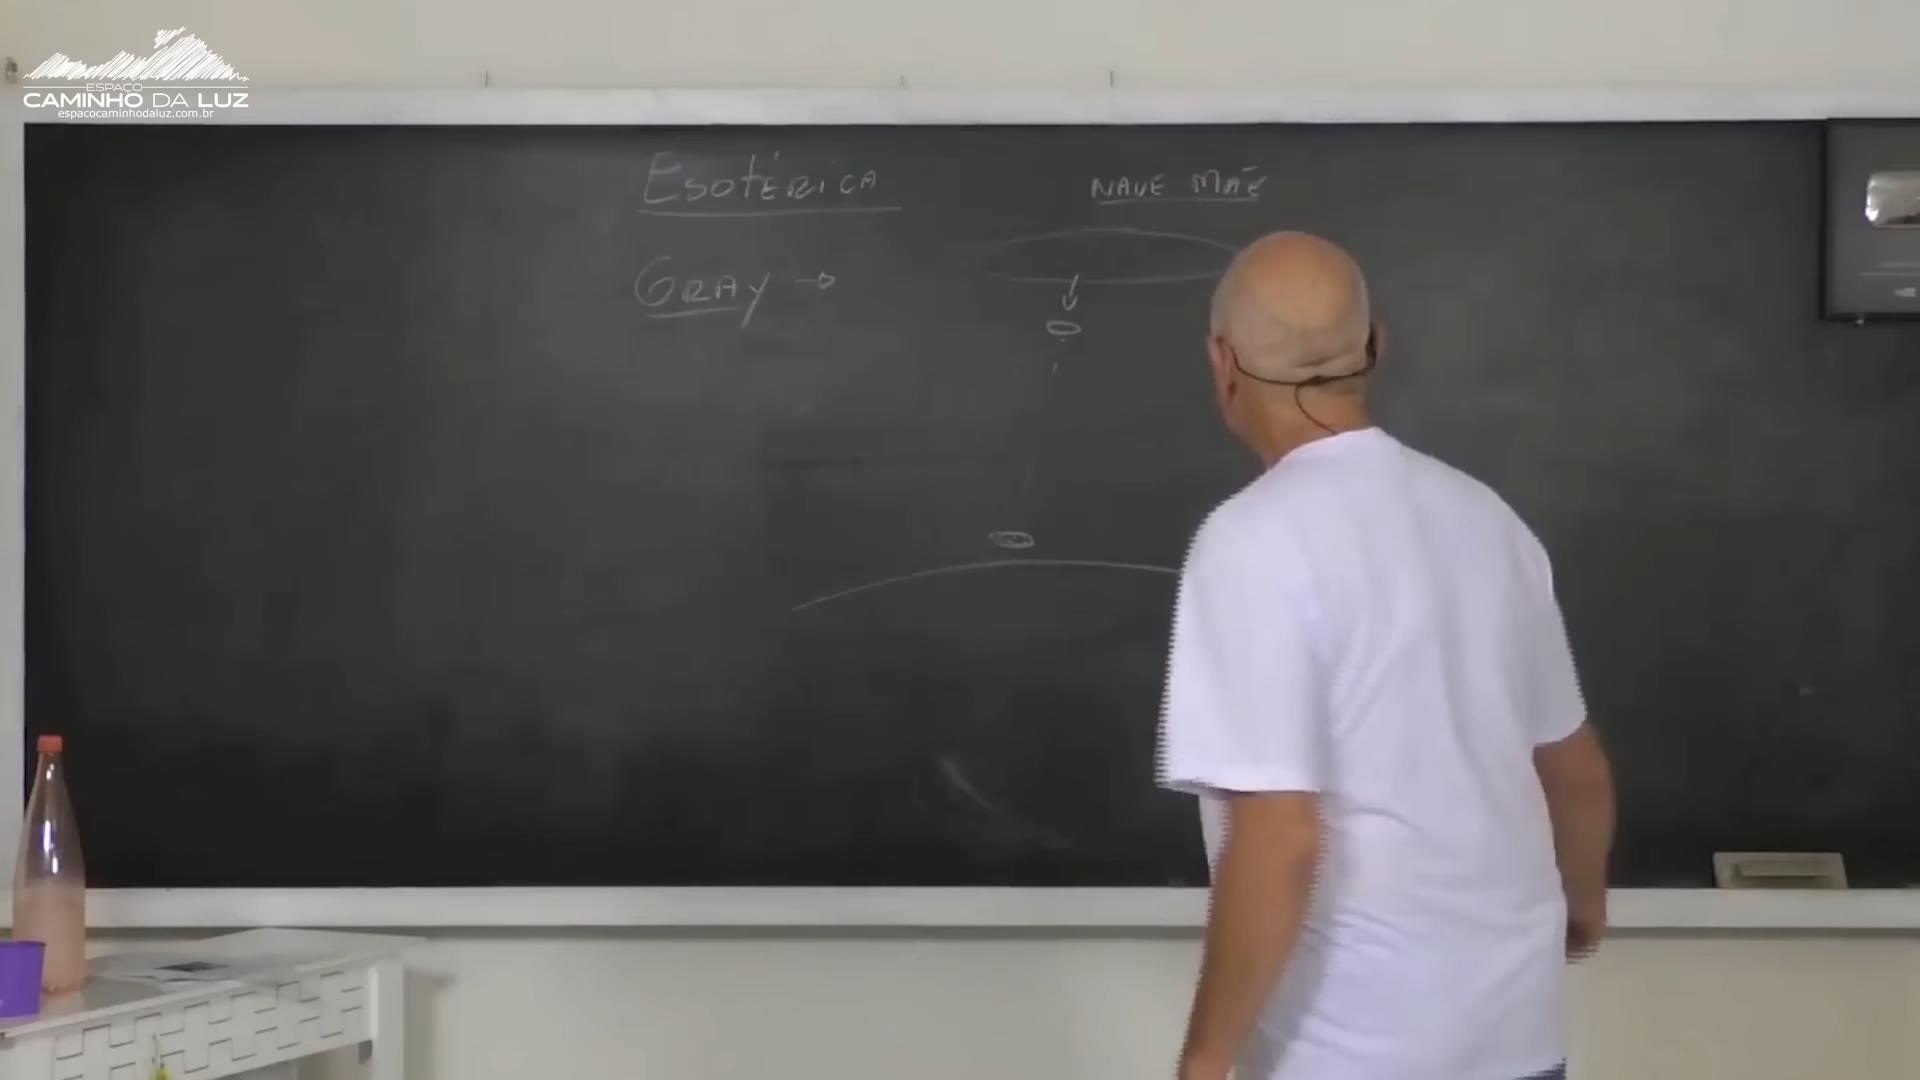 ESPAÇO
CAMINHO DA LUZ
espacocaminhodaluz.com.br
ESOTÉRICA
NAVE MÃE
GRAY →